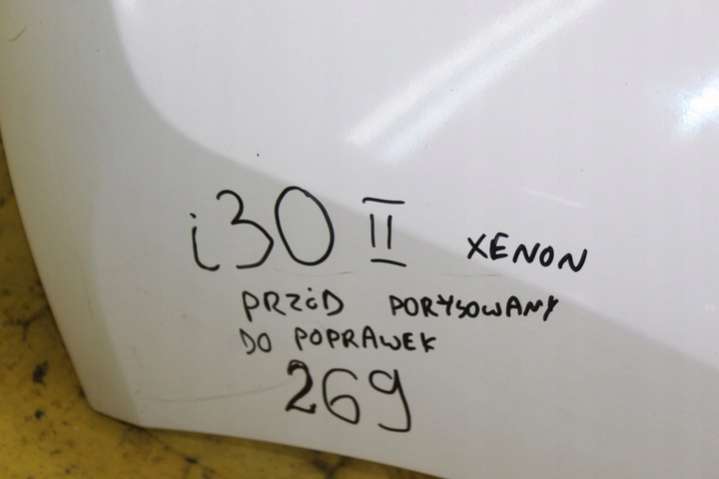 i30 II XENON
PRZÓD PORYSOWANY
DO POPRAWEK
269